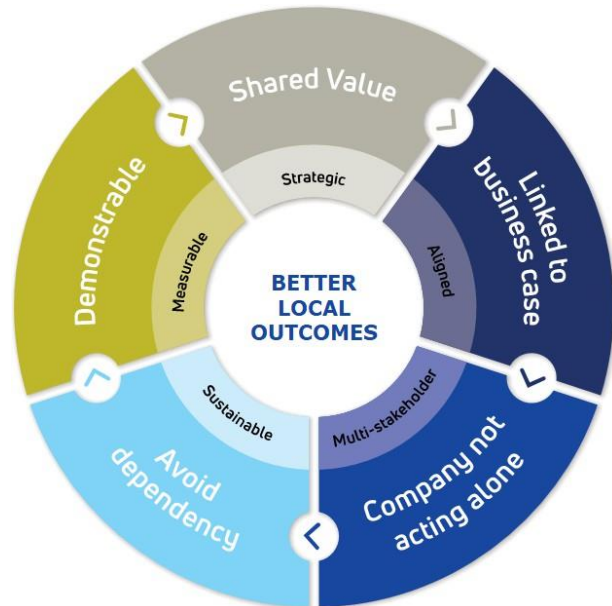 Shared Value
Strategic
Linked to
business case
Aligned
Company not
acting alone
Multi-stakeholder
Avoid
dependency
Sustainable
Demonstrable
Measurable
BETTER
LOCAL
OUTCOMES